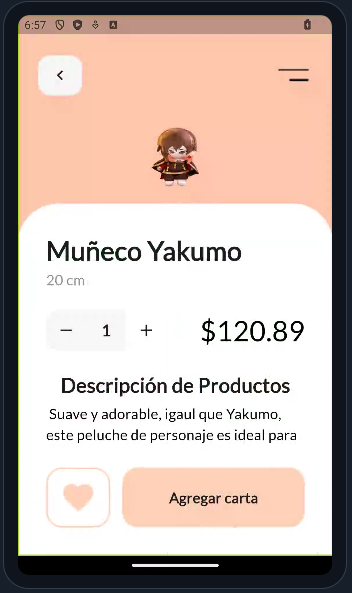 6:57
Muñeco Yakumo
20 cm
− 1 + $120.89
Descripción de Productos
Suave y adorable, igaul que Yakumo,
este peluche de personaje es ideal para
Agregar carta